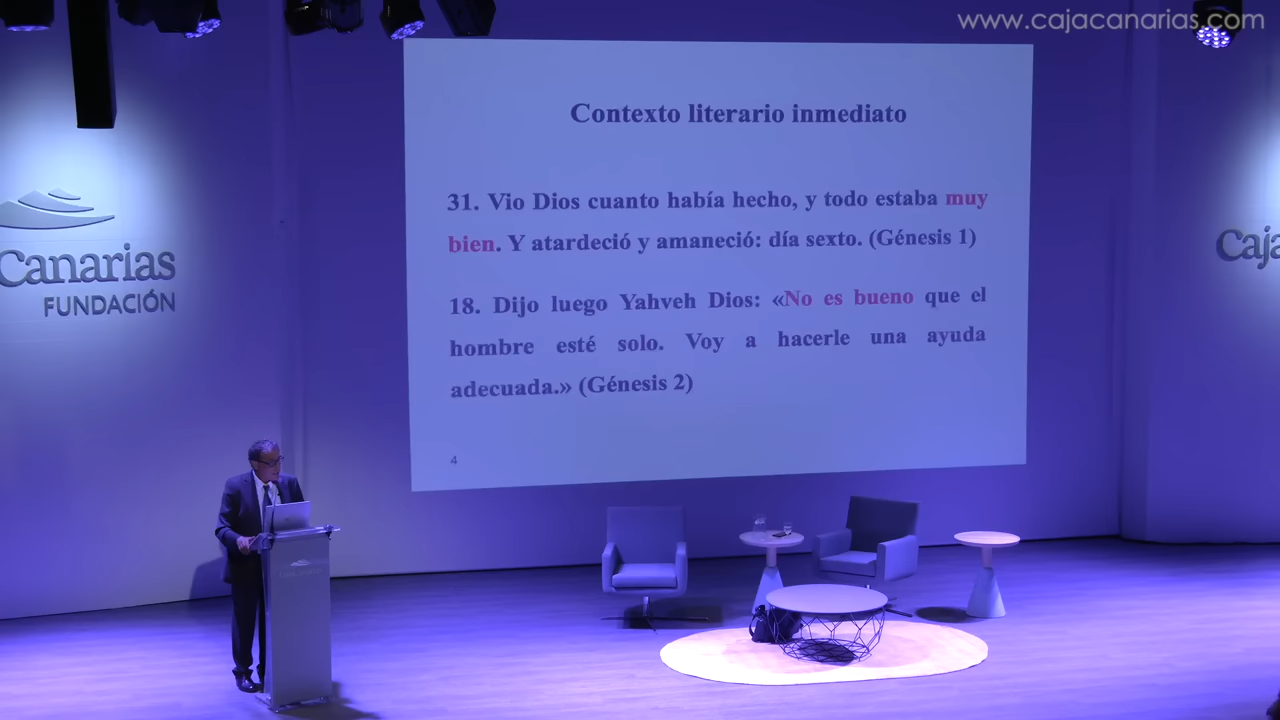 www.cajacanarias.com
Contexto literario inmediato
31. Vio Dios cuanto había hecho, y todo estaba muy
bien. Y atardeció y amaneció: día sexto. (Génesis 1)
18. Dijo luego Yahveh Dios: «No es bueno que el
hombre esté solo. Voy a hacerle una ayuda
adecuada.» (Génesis 2)
4
Canarias
FUNDACIÓN
Caja